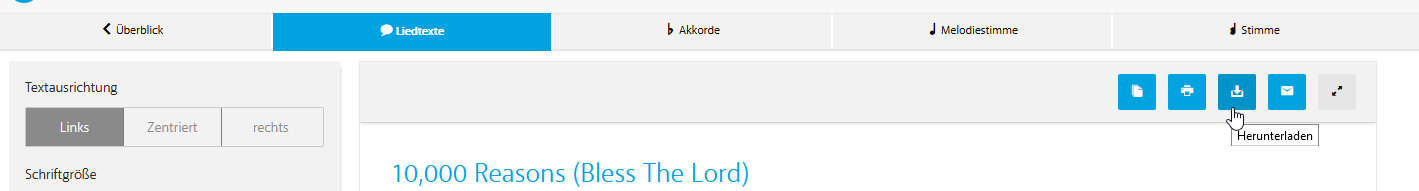 Überblick
Liedtexte
Akkorde
Melodiestimme
Stimme
Textausrichtung
Links
Zentriert
rechts
Herunterladen
Schriftgröße
10,000 Reasons (Bless The Lord)